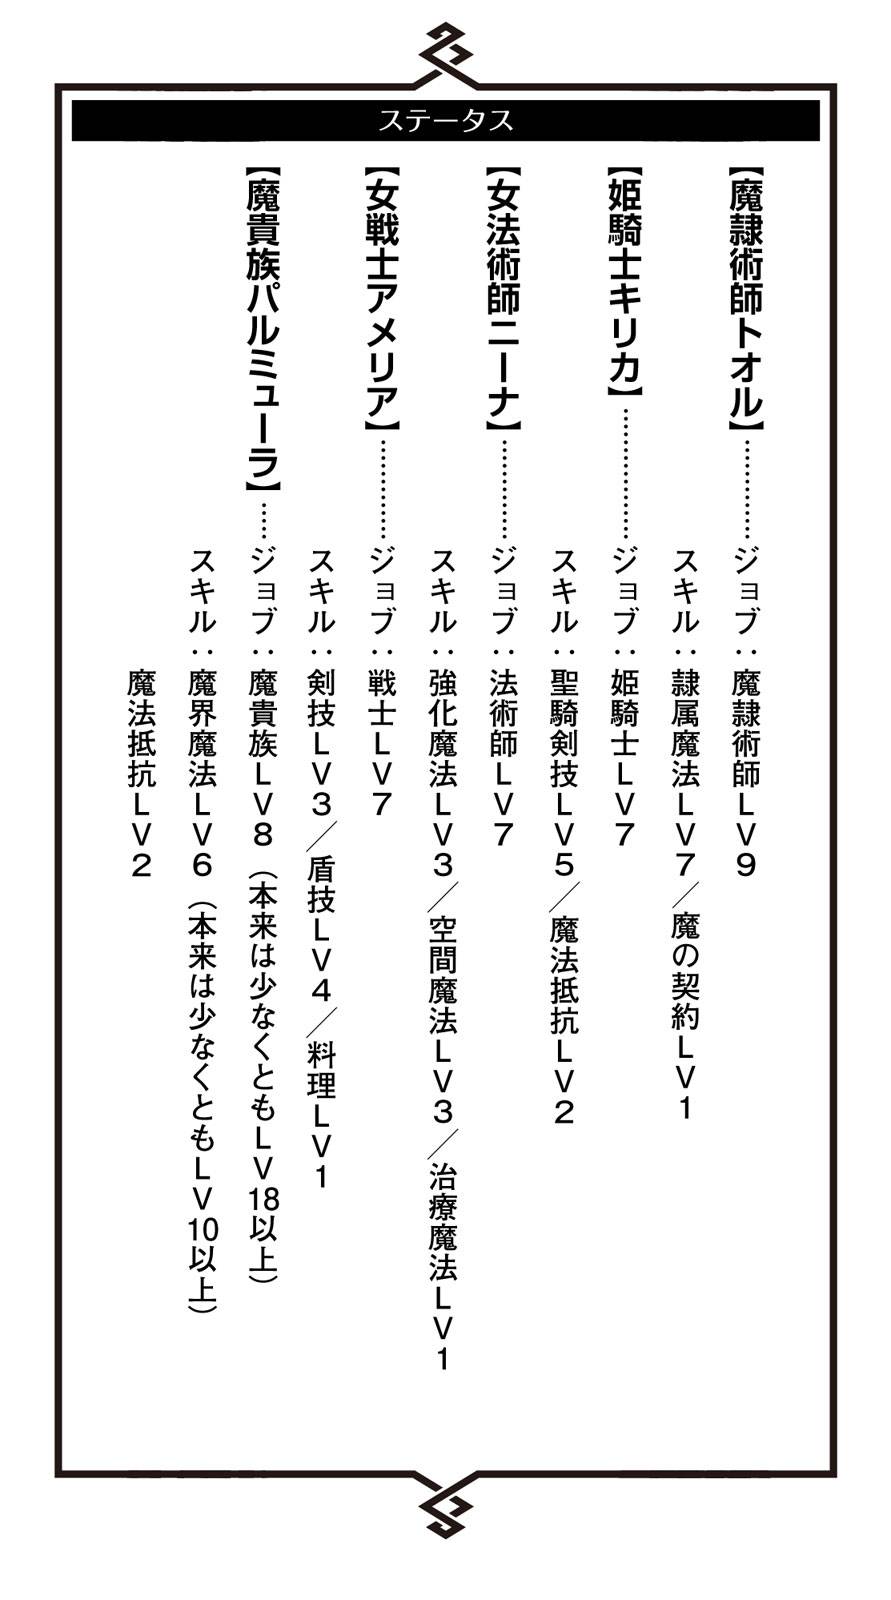 ステータス
【魔隷術師トオル】…………ジョブ：魔隷術師ＬＶ９
スキル：隷属魔法ＬＶ７／魔の契約ＬＶ１
【姫騎士キリカ】……………ジョブ：姫騎士ＬＶ７
スキル：聖騎剣技ＬＶ５／魔法抵抗ＬＶ２
【女法術師ニーナ】…………ジョブ：法術師ＬＶ７
スキル：強化魔法ＬＶ３／空間魔法ＬＶ３／治療魔法ＬＶ１
【女戦士アメリア】…………ジョブ：戦士ＬＶ７
スキル：剣技ＬＶ３／盾技ＬＶ４／料理ＬＶ１
【魔貴族パルミューラ】……ジョブ：魔貴族ＬＶ８（本来は少なくともＬＶ18以上）
スキル：魔界魔法ＬＶ６（本来は少なくともＬＶ10以上）
魔法抵抗ＬＶ２